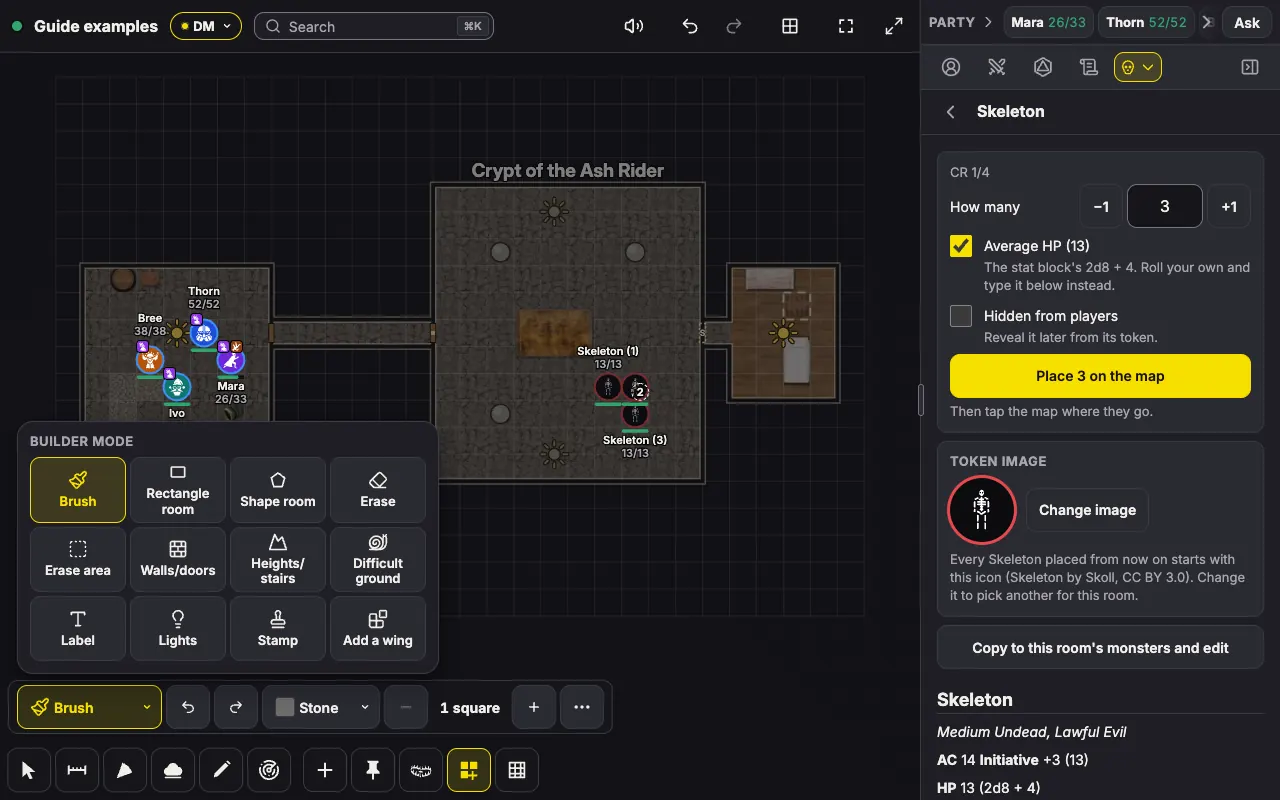 Guide examples
DM
Search
⌘K
PARTY
Mara 26/33
Thorn 52/52
Ask
Skeleton
CR 1/4
How many
−1
3
+1
Average HP (13)
The stat block's 2d8 + 4. Roll your own and
type it below instead.
Hidden from players
Reveal it later from its token.
Place 3 on the map
Then tap the map where they go.
TOKEN IMAGE
Change image
Every Skeleton placed from now on starts with
this icon (Skeleton by Skoll, CC BY 3.0). Change
it to pick another for this room.
Copy to this room's monsters and edit
Skeleton
Medium Undead, Lawful Evil
AC 14 Initiative +3 (13)
HP 13 (2d8 + 4)
Crypt of the Ash Rider
Thorn
52/52
Bree
38/38
Mara
26/33
Ivo
S
Skeleton (1)
13/13
2
Skeleton (3)
13/13
BUILDER MODE
Brush
Rectangle
room
Shape room
Erase
Erase area
Walls/doors
Heights/
stairs
Difficult
ground
Label
Lights
Stamp
Add a wing
Brush
Stone
1 square